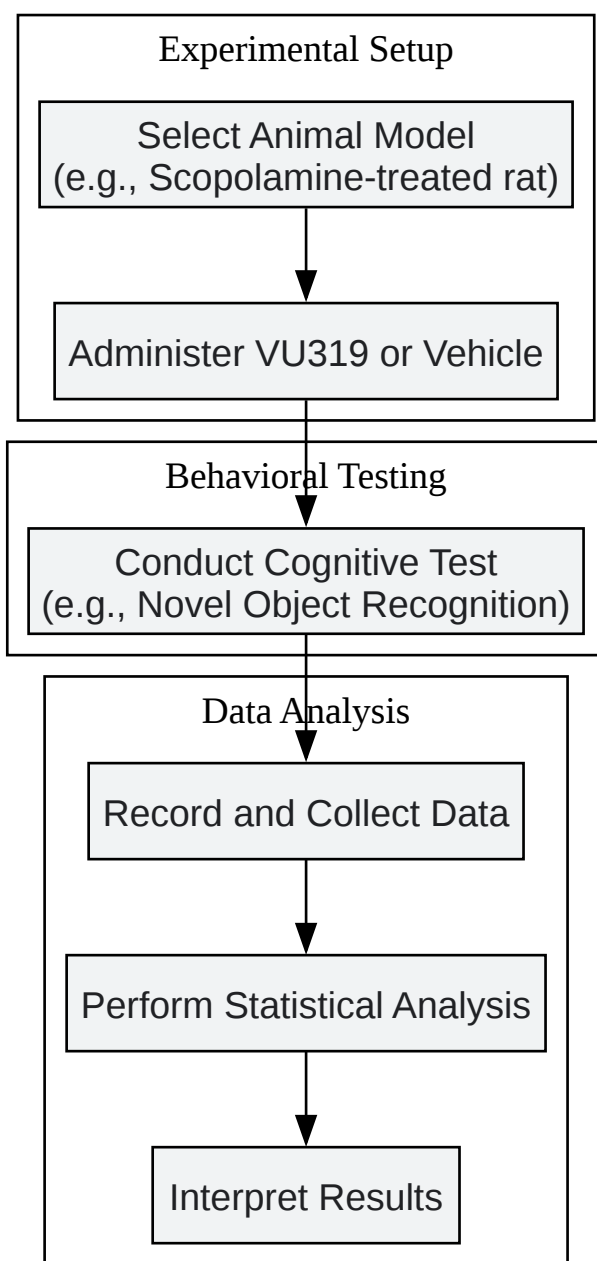 Experimental Setup
Select Animal Model
(e.g., Scopolamine-treated rat)
Administer VU319 or Vehicle
Behavioral Testing
Conduct Cognitive Test
(e.g., Novel Object Recognition)
Data Analysis
Record and Collect Data
Perform Statistical Analysis
Interpret Results